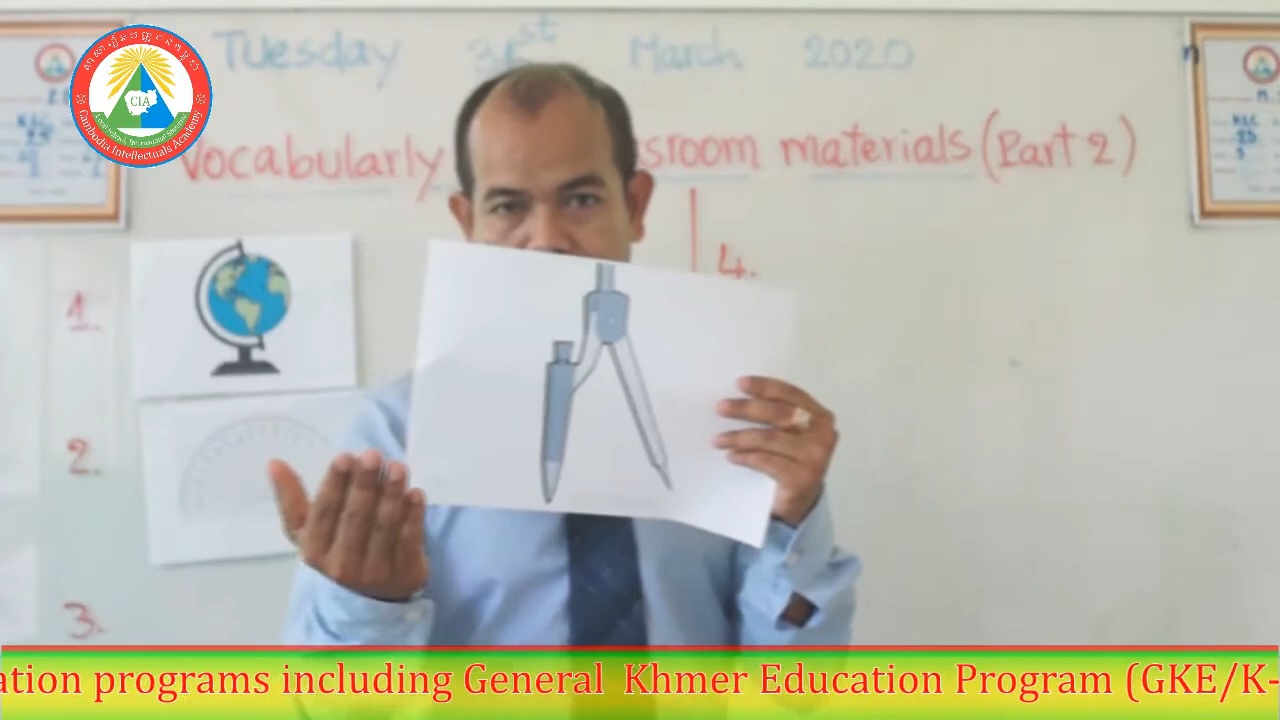 Tuesday 31st March 2020
Vocabularly
sroom materials (Part 2)
CIA
Cambodia Intellectuals Academy
1.
4.
2.
3.
ation programs including General Khmer Education Program (GKE/K-